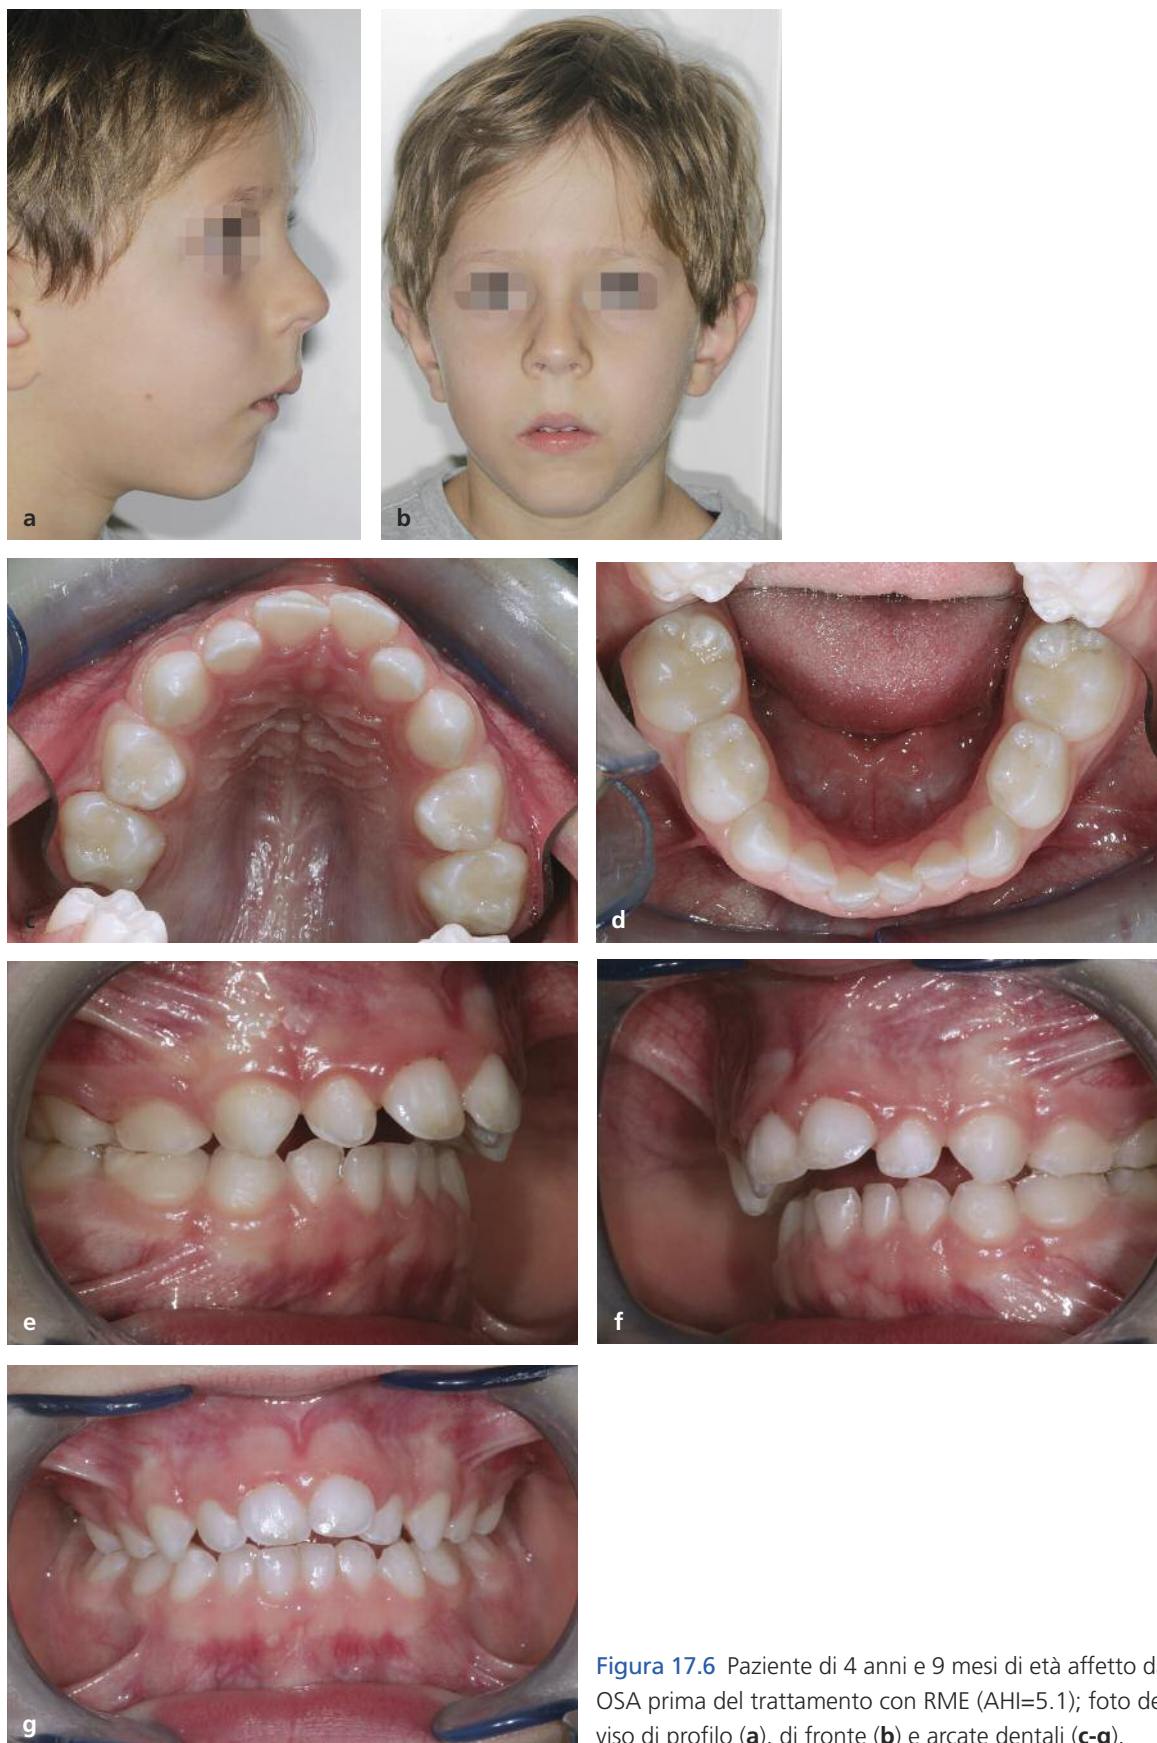 a
b
c
d
e
f
g
Figura 17.6 Paziente di 4 anni e 9 mesi di età affetto
OSA prima del trattamento con RME (AHI=5.1); foto
viso di profilo (a), di fronte (b) e arcate dentali (c-g).